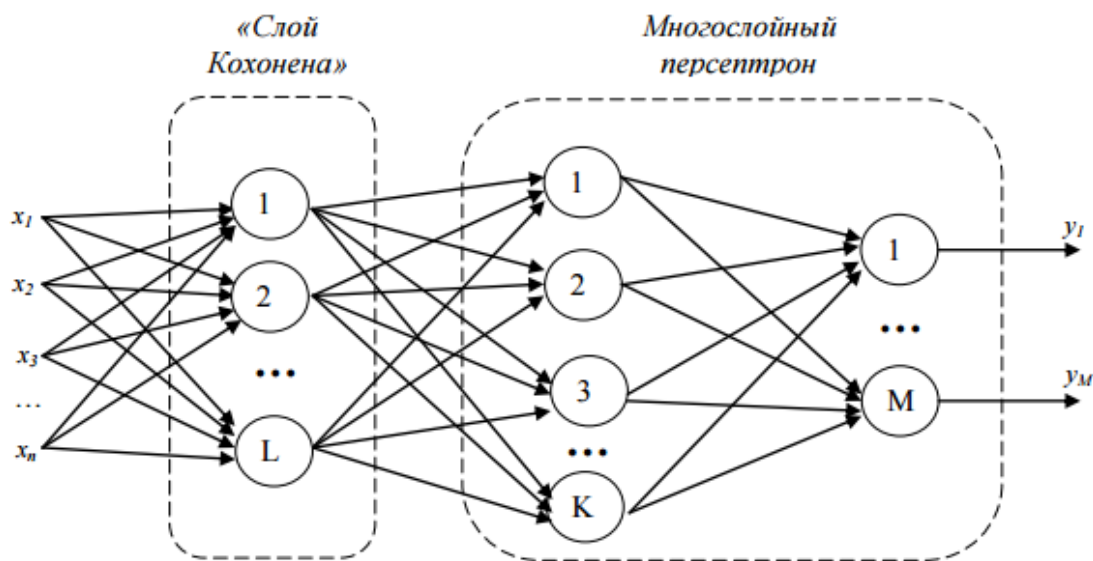 «Слой
Кохонена»
Многослойный
персептрон
x1
x2
x3
...
xn
1
2
...
L
1
2
3
...
K
1
...
M
y1
yM